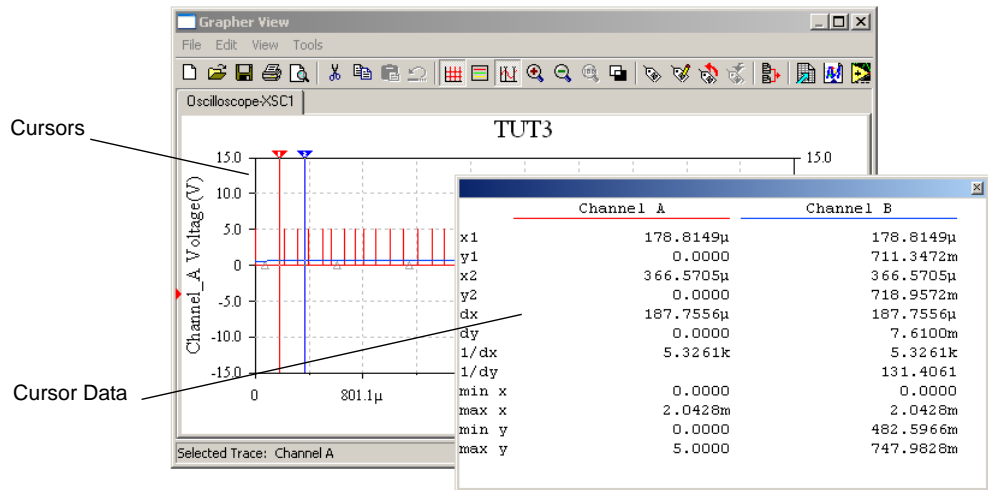 Grapher View
File Edit View Tools
Oscilloscope-XSC1
Cursors
TUT3
1 2
15.0 15.0
10.0
5.0
0
-5.0
-10.0
-15.0
Channel_A Voltage(V)
0 801.1µ
Cursor Data
Selected Trace: Channel A
Channel A Channel B
x1 178.8149µ 178.8149µ
y1 0.0000 711.3472m
x2 366.5705µ 366.5705µ
y2 0.0000 718.9572m
dx 187.7556µ 187.7556µ
dy 0.0000 7.6100m
1/dx 5.3261k 5.3261k
1/dy 131.4061
min x 0.0000 0.0000
max x 2.0428m 2.0428m
min y 0.0000 482.5966m
max y 5.0000 747.9828m